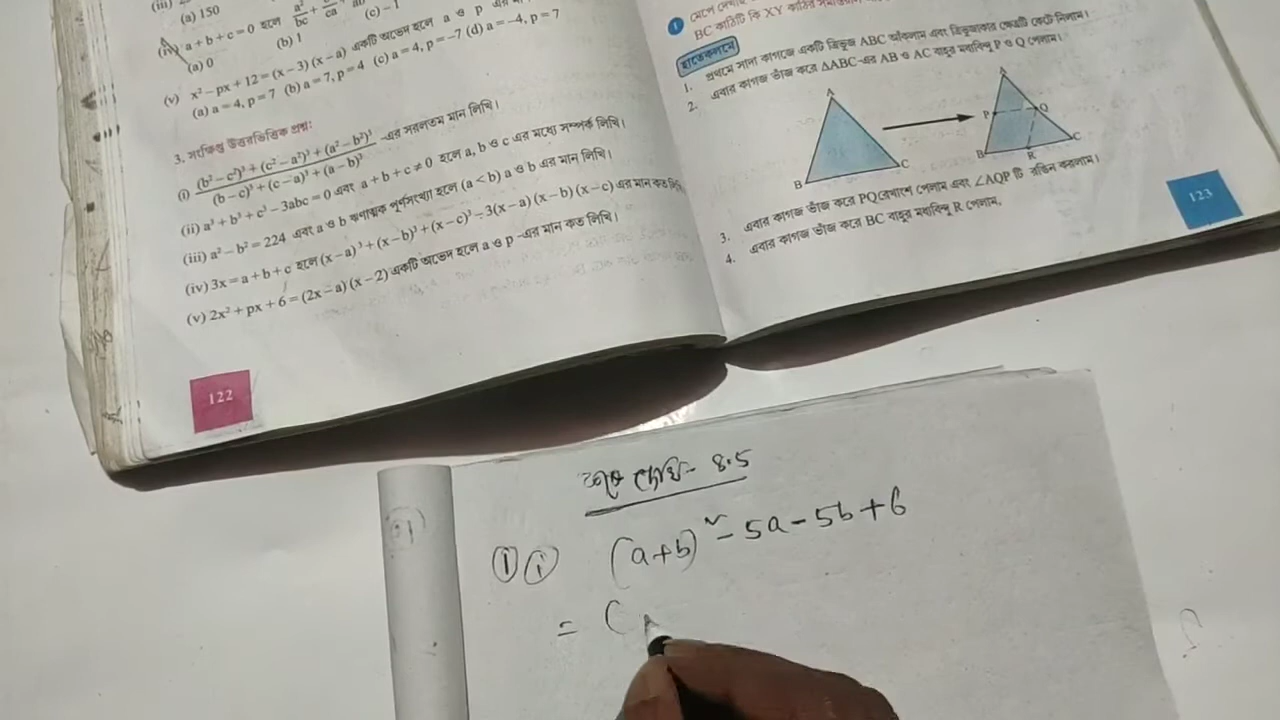 (a) 150
(iv) a + b + c = 0 হলে
(c) – 1
(a) 0
(b) 1
(v) x² – px + 12 = (x – 3) (x – a) একটি অভেদ হলে a ও p এর মান
(a) a = 4, p = 7 (b) a = 7, p = 4 (c) a = 4, p = –7 (d) a = –4, p = 7
3. সংক্ষিপ্ত উত্তরভিত্তিক প্রশ্ন:
(i) (b² – c²)³ + (c² – a²)³ + (a² – b²)³ / (b – c)³ + (c – a)³ + (a – b)³ -এর সরলতম মান লিখি।
(ii) a³ + b³ + c³ – 3abc = 0 এবং a + b + c ≠ 0 হলে a, b ও c এর মধ্যে সম্পর্ক লিখি।
(iii) a² – b² = 224 এবং a ও b ঋণাত্মক পূর্ণসংখ্যা হলে (a < b) a ও b এর মান লিখি।
(iv) 3x = a + b + c হলে (x – a)³ + (x – b)³ + (x – c)³ – 3(x – a) (x – b) (x – c) এর মান কত লিখি
(v) 2x² + px + 6 = (2x – a) (x – 2) একটি অভেদ হলে a ও p -এর মান কত লিখি।
122
BC কাঠিটি কি XY কাঠির
হাতেকলমে
1. প্রথমে সাদা কাগজে একটি ত্রিভুজ ABC আঁকলাম এবং ত্রিভুজাকার ক্ষেত্রটি কেটে নিলাম।
2. এবার কাগজ ভাঁজ করে ΔABC-এর AB ও AC বাহুর মধ্যবিন্দু P ও Q পেলাম।
A
B
C
A
P
Q
B
R
C
3. এবার কাগজ ভাঁজ করে PQ রেখাংশ পেলাম এবং ∠AQP টি রঙিন করলাম।
4. এবার কাগজ ভাঁজ করে BC বাহুর মধ্যবিন্দু R পেলাম,
123
কষে দেখি- 8.5
① ⓘ (a+b)² – 5a – 5b + 6
= (